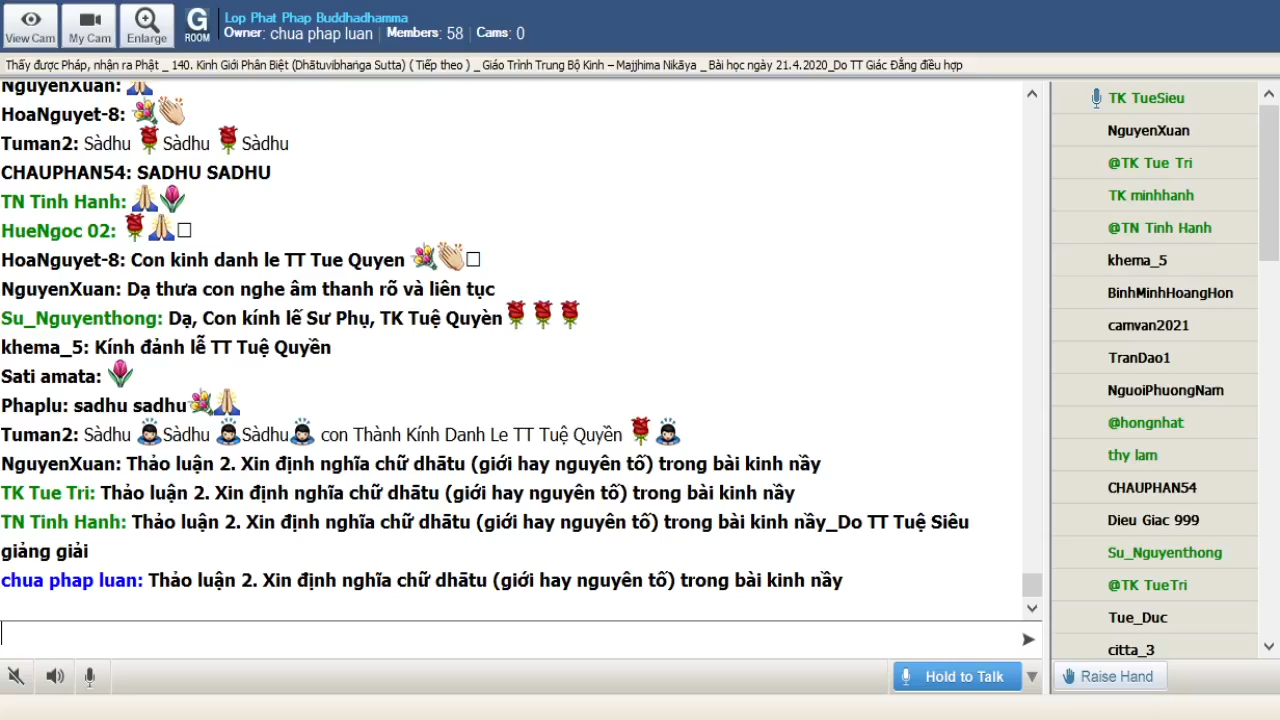 View Cam
My Cam
Enlarge
G
ROOM
Lop Phat Phap Buddhadhamma
Owner: chua phap luan Members: 58 Cams: 0
Thấy được Pháp, nhận ra Phật _ 140. Kinh Giới Phân Biệt (Dhātuvibhaṅga Sutta) ( Tiếp theo ) _ Giáo Trình Trung Bộ Kinh – Majjhima Nikāya _Bài học ngày 21.4.2020_Do TT Giác Đẳng điều hợp
NguyenXuan:
HoaNguyet-8:
Tuman2: Sàdhu Sàdhu Sàdhu
CHAUPHAN54: SADHU SADHU
TN Tinh Hanh:
HueNgoc 02:
HoaNguyet-8: Con kinh danh le TT Tue Quyen
NguyenXuan: Dạ thưa con nghe âm thanh rõ và liên tục
Su_Nguyenthong: Dạ, Con kính lế Sư Phụ, TK Tuệ Quyèn
khema_5: Kính đảnh lễ TT Tuệ Quyền
Sati amata:
Phaplu: sadhu sadhu
Tuman2: Sàdhu Sàdhu Sàdhu con Thành Kính Danh Le TT Tuệ Quyền
NguyenXuan: Thảo luận 2. Xin định nghĩa chữ dhātu (giới hay nguyên tố) trong bài kinh nầy
TK Tue Tri: Thảo luận 2. Xin định nghĩa chữ dhātu (giới hay nguyên tố) trong bài kinh nầy
TN Tinh Hanh: Thảo luận 2. Xin định nghĩa chữ dhātu (giới hay nguyên tố) trong bài kinh nầy_Do TT Tuệ Siêu
giảng giải
chua phap luan: Thảo luận 2. Xin định nghĩa chữ dhātu (giới hay nguyên tố) trong bài kinh nầy
Hold to Talk
TK TueSieu
NguyenXuan
@TK Tue Tri
TK minhhanh
@TN Tinh Hanh
khema_5
BinhMinhHoangHon
camvan2021
TranDao1
NguoiPhuongNam
@hongnhat
thy lam
CHAUPHAN54
Dieu Giac 999
Su_Nguyenthong
@TK TueTri
Tue_Duc
citta_3
Raise Hand